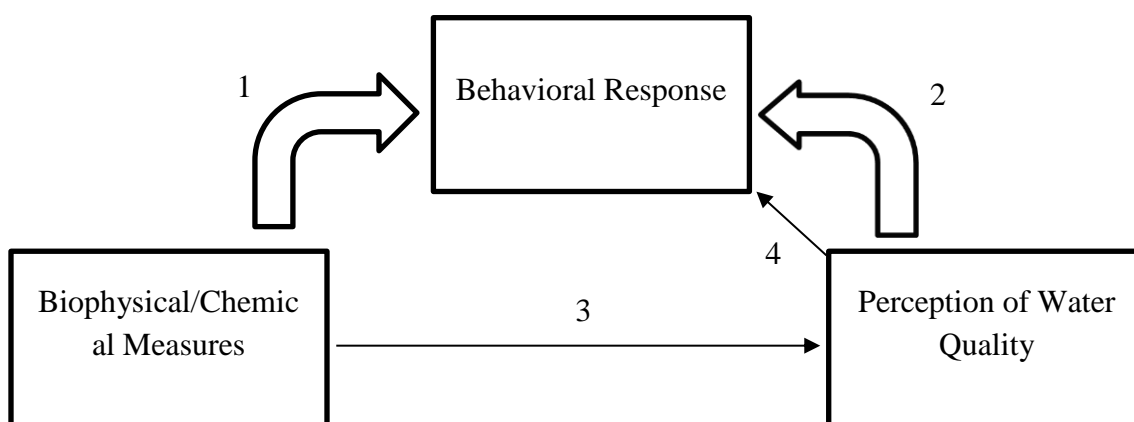 1
Behavioral Response
2
4
Biophysical/Chemic
al Measures
3
Perception of Water
Quality